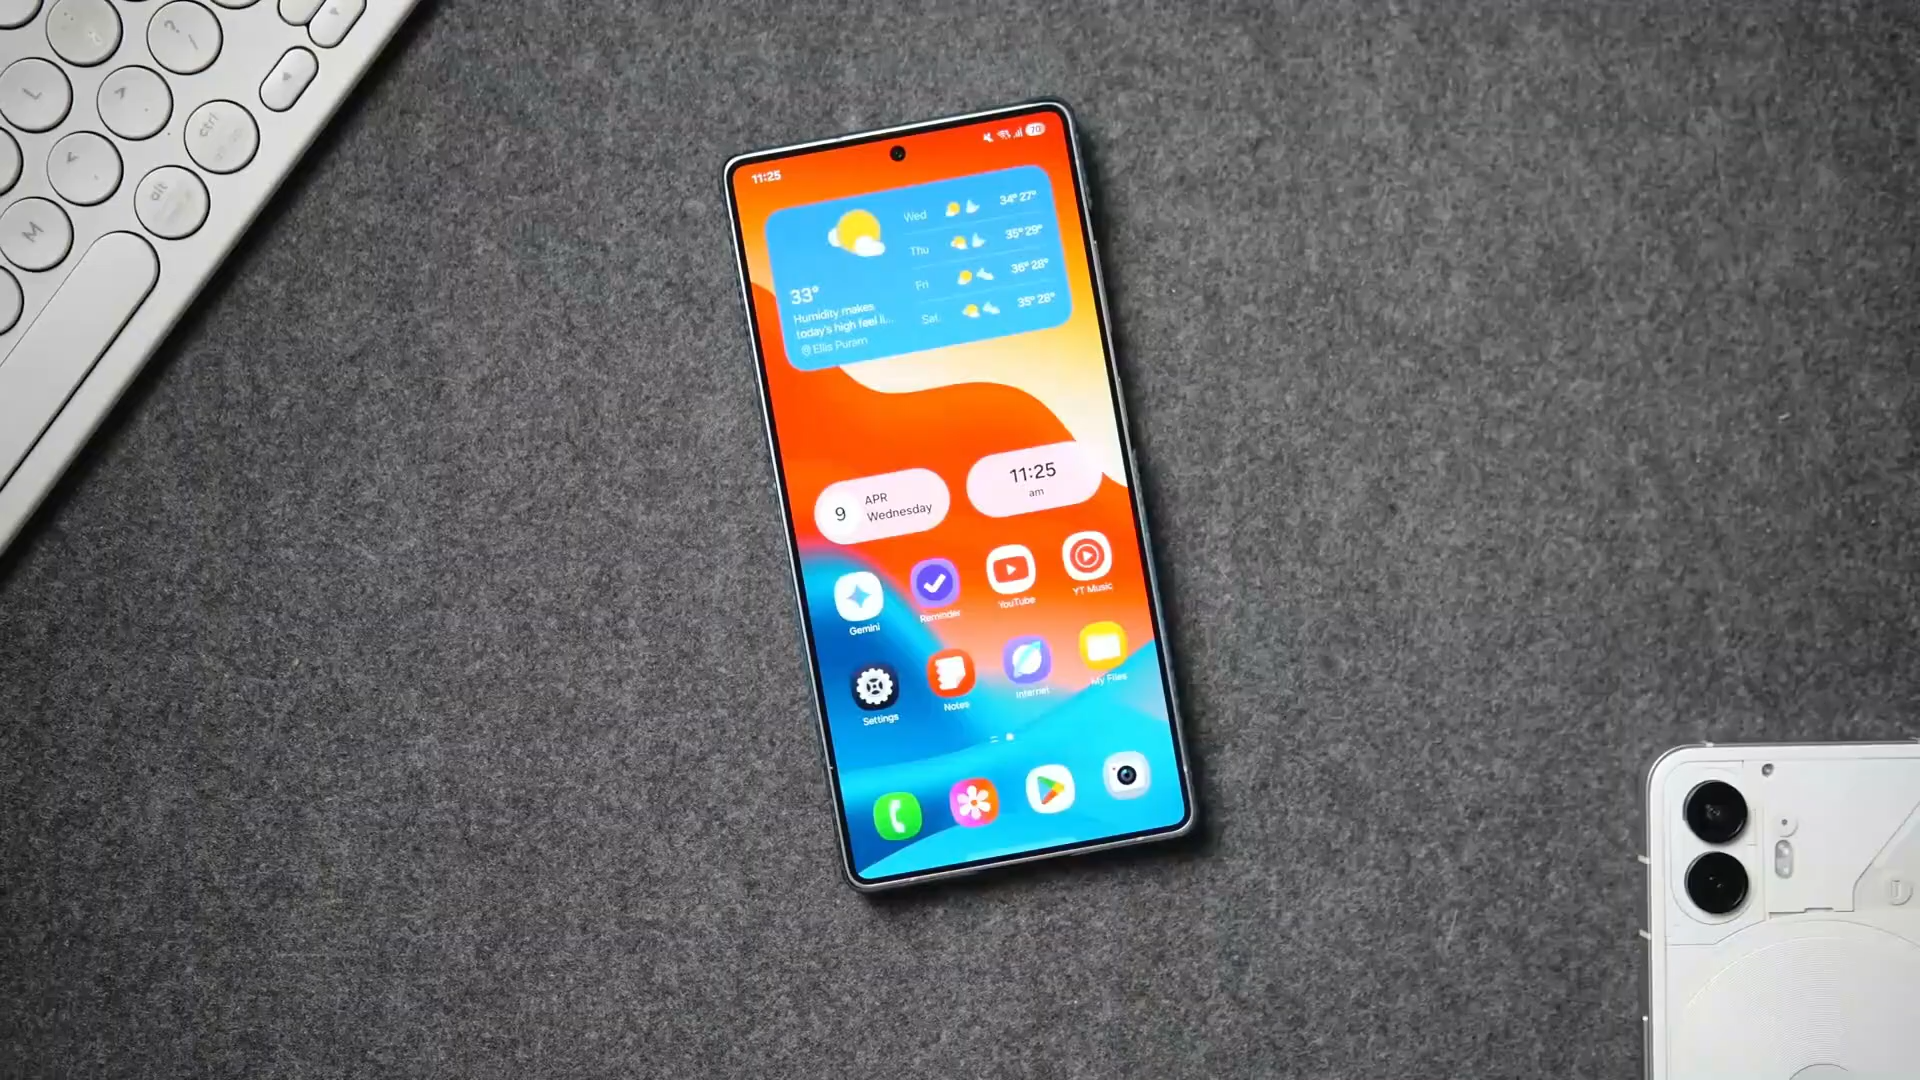 ?
/
L
^
ctrl
<
alt
M
11:25
70
Wed 34° 27°
Thu 35° 29°
Fri 36° 28°
Sat 35° 28°
33°
Humidity makes
today's high feel li...
Ellis Puram
9
APR
Wednesday
11:25
am
Gemini
Reminder
YouTube
YT Music
Settings
Notes
Internet
My Files